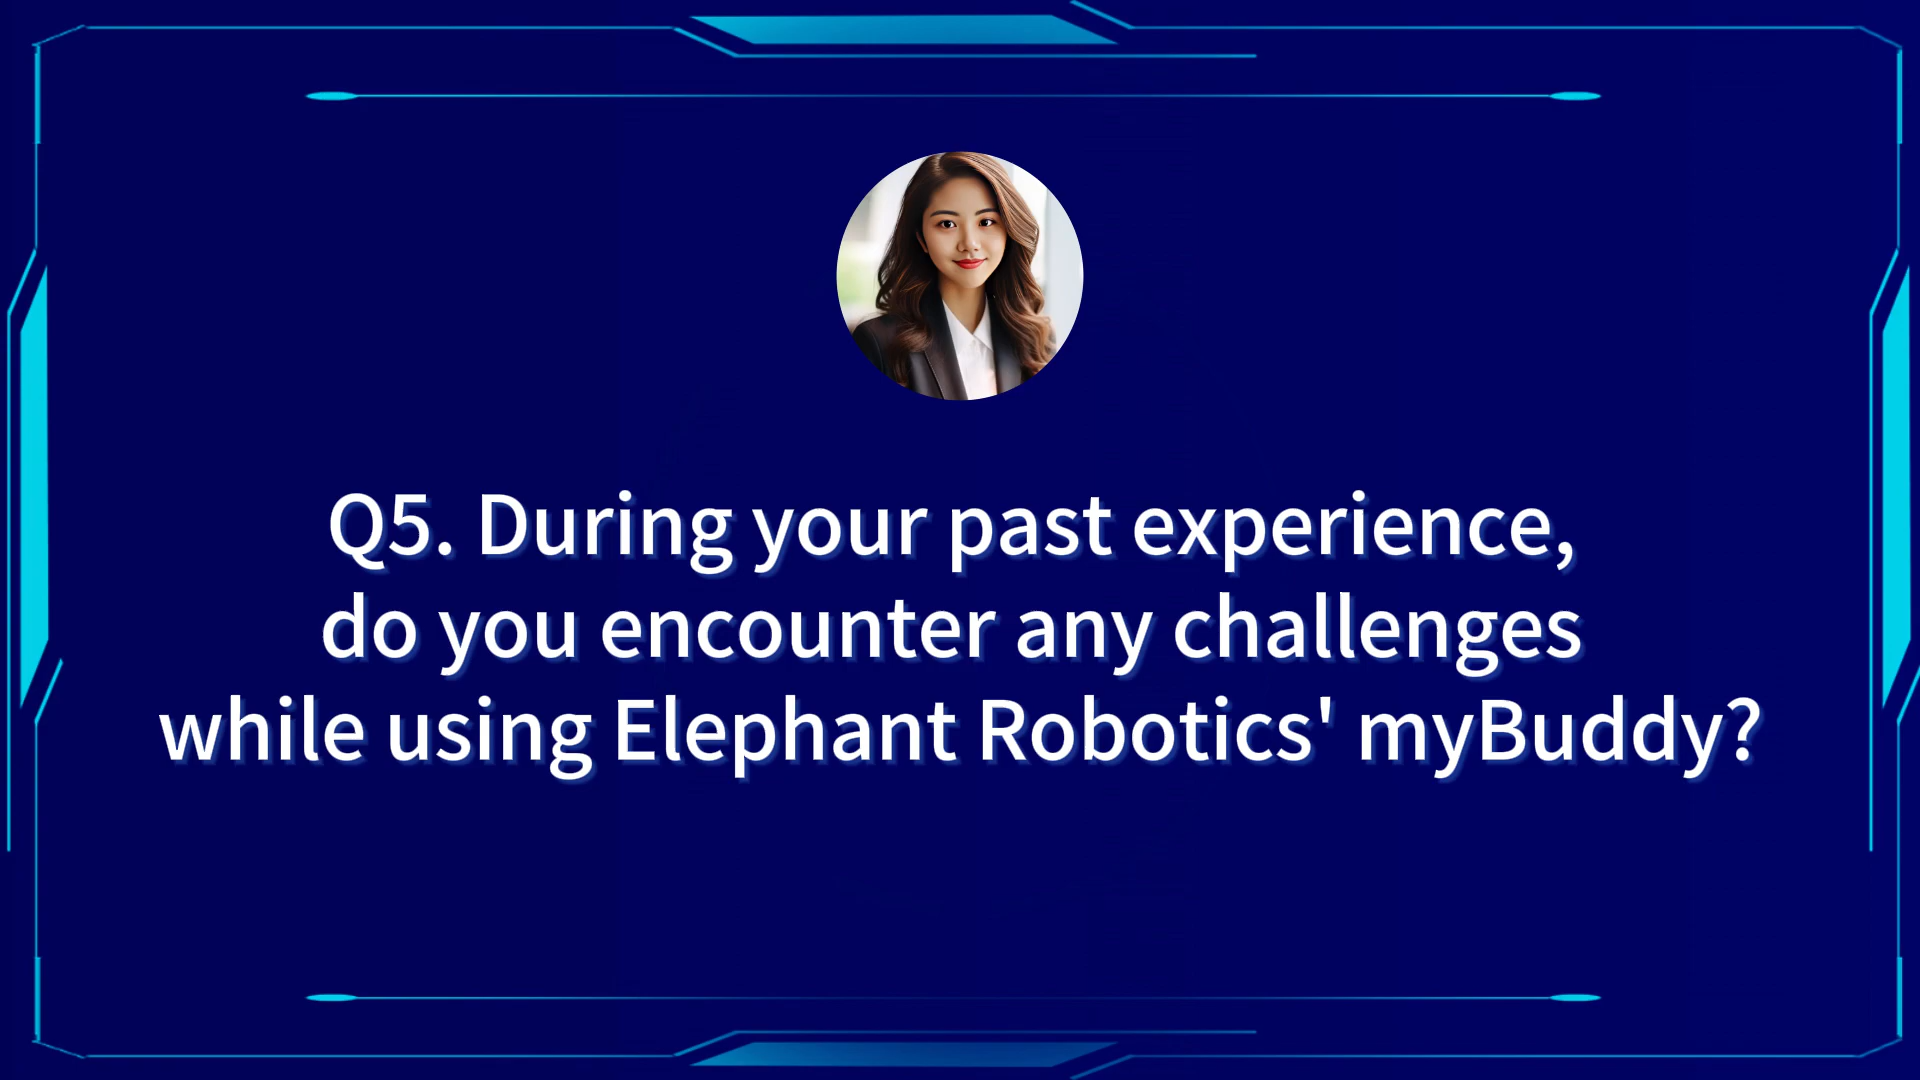 Q5. During your past experience,
do you encounter any challenges
while using Elephant Robotics' myBuddy?